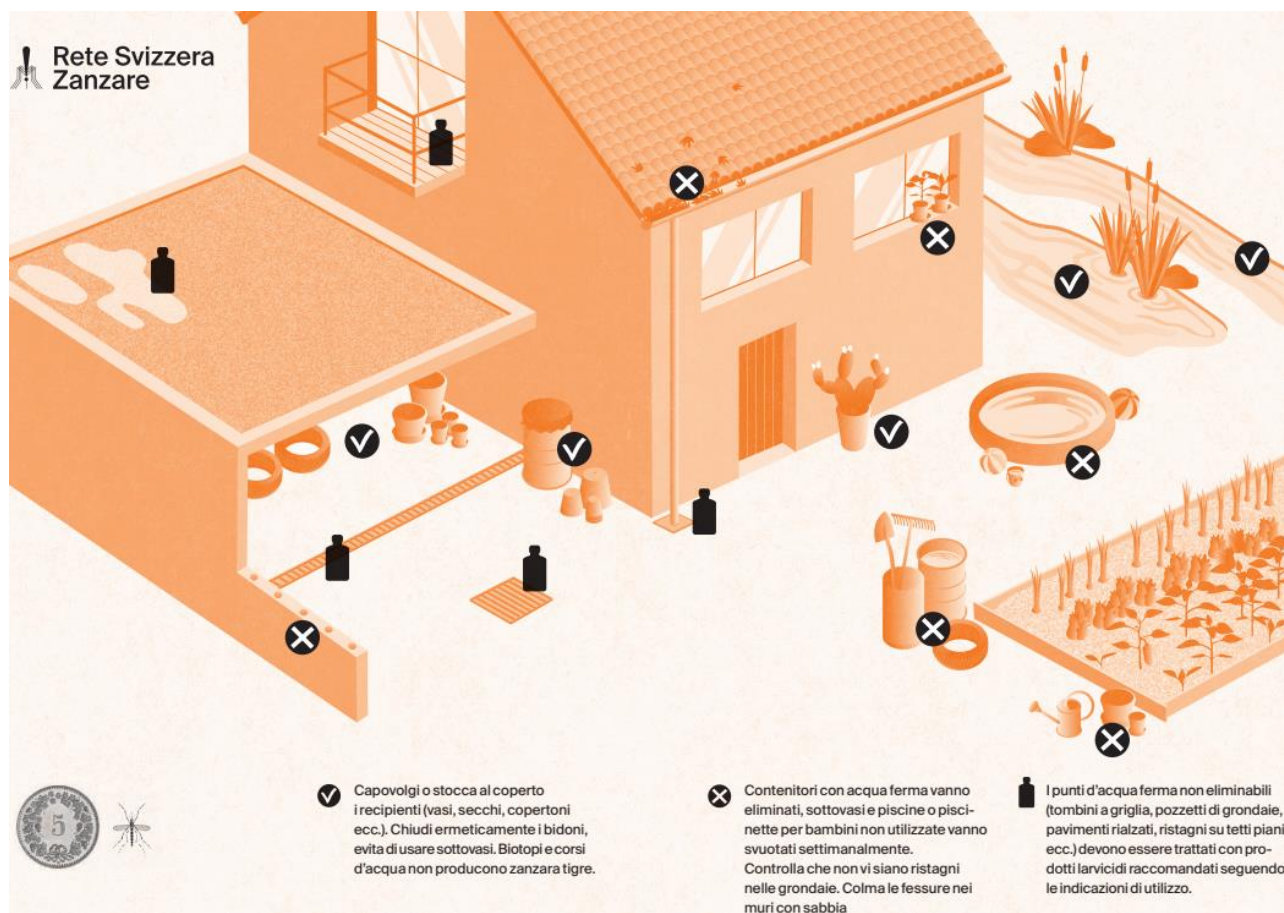 Rete Svizzera
Zanzare
5
Capovolgi o stocca al coperto
i recipienti (vasi, secchi, copertoni
ecc.). Chiudi ermeticamente i bidoni,
evita di usare sottovasi. Biotopi e corsi
d'acqua non producono zanzara tigre.
Contenitori con acqua ferma vanno
eliminati, sottovasi e piscine o pisci-
nette per bambini non utilizzate vanno
svuotati settimanalmente.
Controlla che non vi siano ristagni
nelle grondaie. Colma le fessure nei
muri con sabbia
I punti d'acqua ferma non eliminabili
(tombini a griglia, pozzetti di grondaie,
pavimenti rialzati, ristagni su tetti piani
ecc.) devono essere trattati con pro-
dotti larvicidi raccomandati seguendo
le indicazioni di utilizzo.